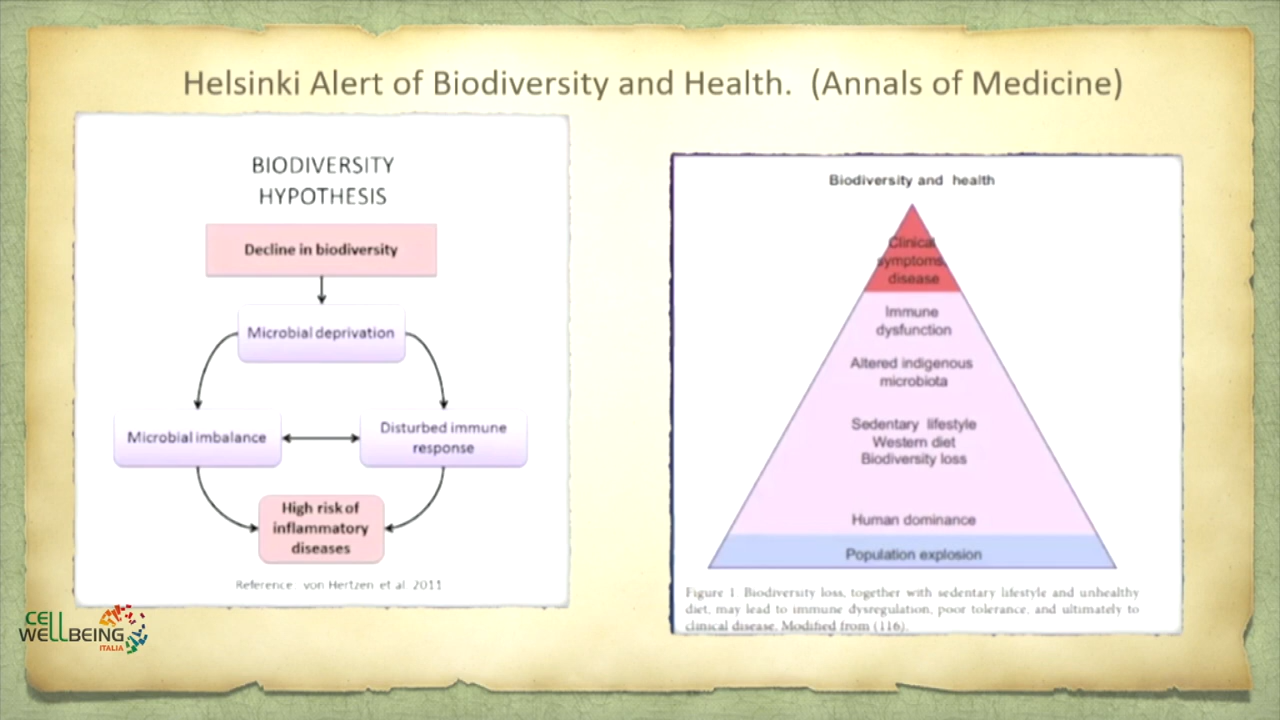 Helsinki Alert of Biodiversity and Health. (Annals of Medicine)
BIODIVERSITY
HYPOTHESIS
Decline in biodiversity
Microbial deprivation
Microbial imbalance
Disturbed immune
response
High risk of
inflammatory
diseases
Reference: von Hertzen et al. 2011
Biodiversity and health
Clinical
symptoms,
disease
Immune
dysfunction
Altered indigenous
microbiota
Sedentary lifestyle
Western diet
Biodiversity loss
Human dominance
Population explosion
Figure 1. Biodiversity loss, together with sedentary lifestyle and unhealthy
diet, may lead to immune dysregulation, poor tolerance, and ultimately to
clinical disease. Modified from (116).
CELL
WELLBEING
ITALIA